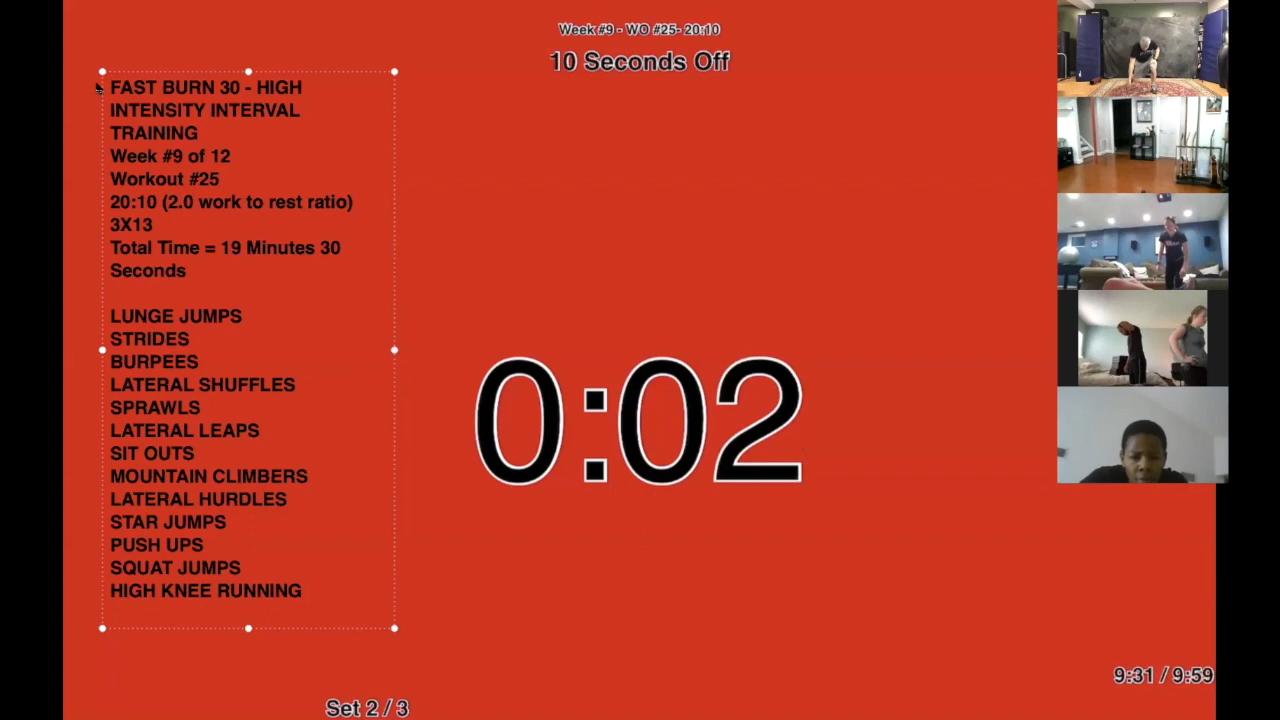 Week #9 - WO #25- 20:10
10 Seconds Off
FAST BURN 30 - HIGH
INTENSITY INTERVAL
TRAINING
Week #9 of 12
Workout #25
20:10 (2.0 work to rest ratio)
3X13
Total Time = 19 Minutes 30
Seconds
LUNGE JUMPS
STRIDES
BURPEES
LATERAL SHUFFLES
SPRAWLS
LATERAL LEAPS
SIT OUTS
MOUNTAIN CLIMBERS
LATERAL HURDLES
STAR JUMPS
PUSH UPS
SQUAT JUMPS
HIGH KNEE RUNNING
0:02
9:31 / 9:59
Set 2 / 3